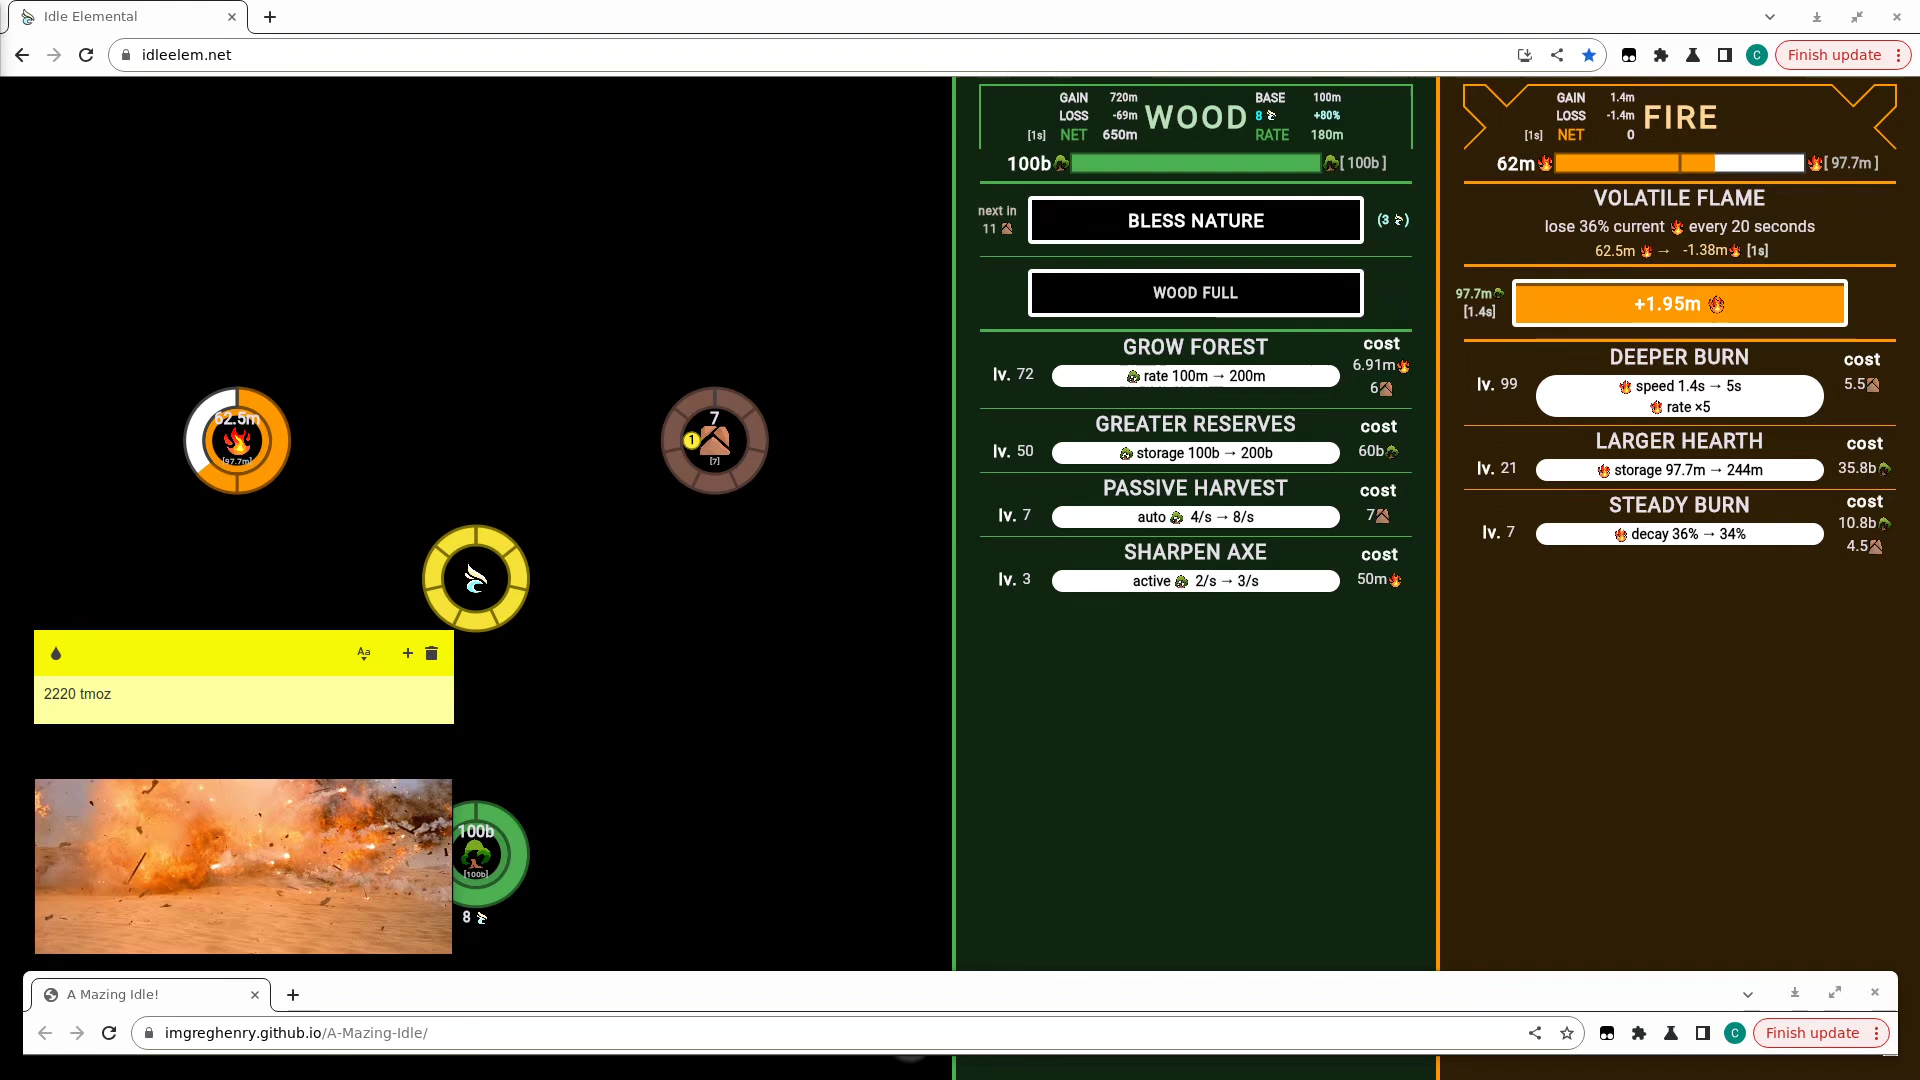 Idle Elemental
idleelem.net
Finish update
GAIN 720m
LOSS -69m
[1s] NET 650m
WOOD
BASE 100m
8 +80%
RATE 180m
100b [ 100b ]
next in
11
BLESS NATURE
(3 )
WOOD FULL
GROW FOREST
lv. 72
rate 100m → 200m
cost
6.91m
6
GREATER RESERVES
lv. 50
storage 100b → 200b
cost
60b
PASSIVE HARVEST
lv. 7
auto 4/s → 8/s
cost
7
SHARPEN AXE
lv. 3
active 2/s → 3/s
cost
50m
GAIN 1.4m
LOSS -1.4m
[1s] NET 0
FIRE
62m [ 97.7m ]
VOLATILE FLAME
lose 36% current every 20 seconds
62.5m → -1.38m [1s]
97.7m
[1.4s]
+1.95m
DEEPER BURN
lv. 99
speed 1.4s → 5s
rate ×5
cost
5.5
LARGER HEARTH
lv. 21
storage 97.7m → 244m
cost
35.8b
STEADY BURN
lv. 7
decay 36% → 34%
cost
10.8b
4.5
62.5m
[97.7m]
7
1
[7]
Aa
2220 tmoz
100b
[100b]
8
A Mazing Idle!
imgreghenry.github.io/A-Mazing-Idle/
C
Finish update